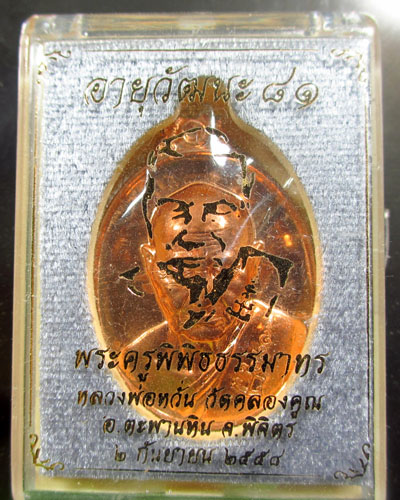 อายุวัฒนะ ๘๑
พระครูพิพิธธรรมาทร
หลวงพ่อหวั่น วัดคลองคูณ
อ.ตะพานหิน จ.พิจิตร
๒ กันยายน ๒๕๕๔